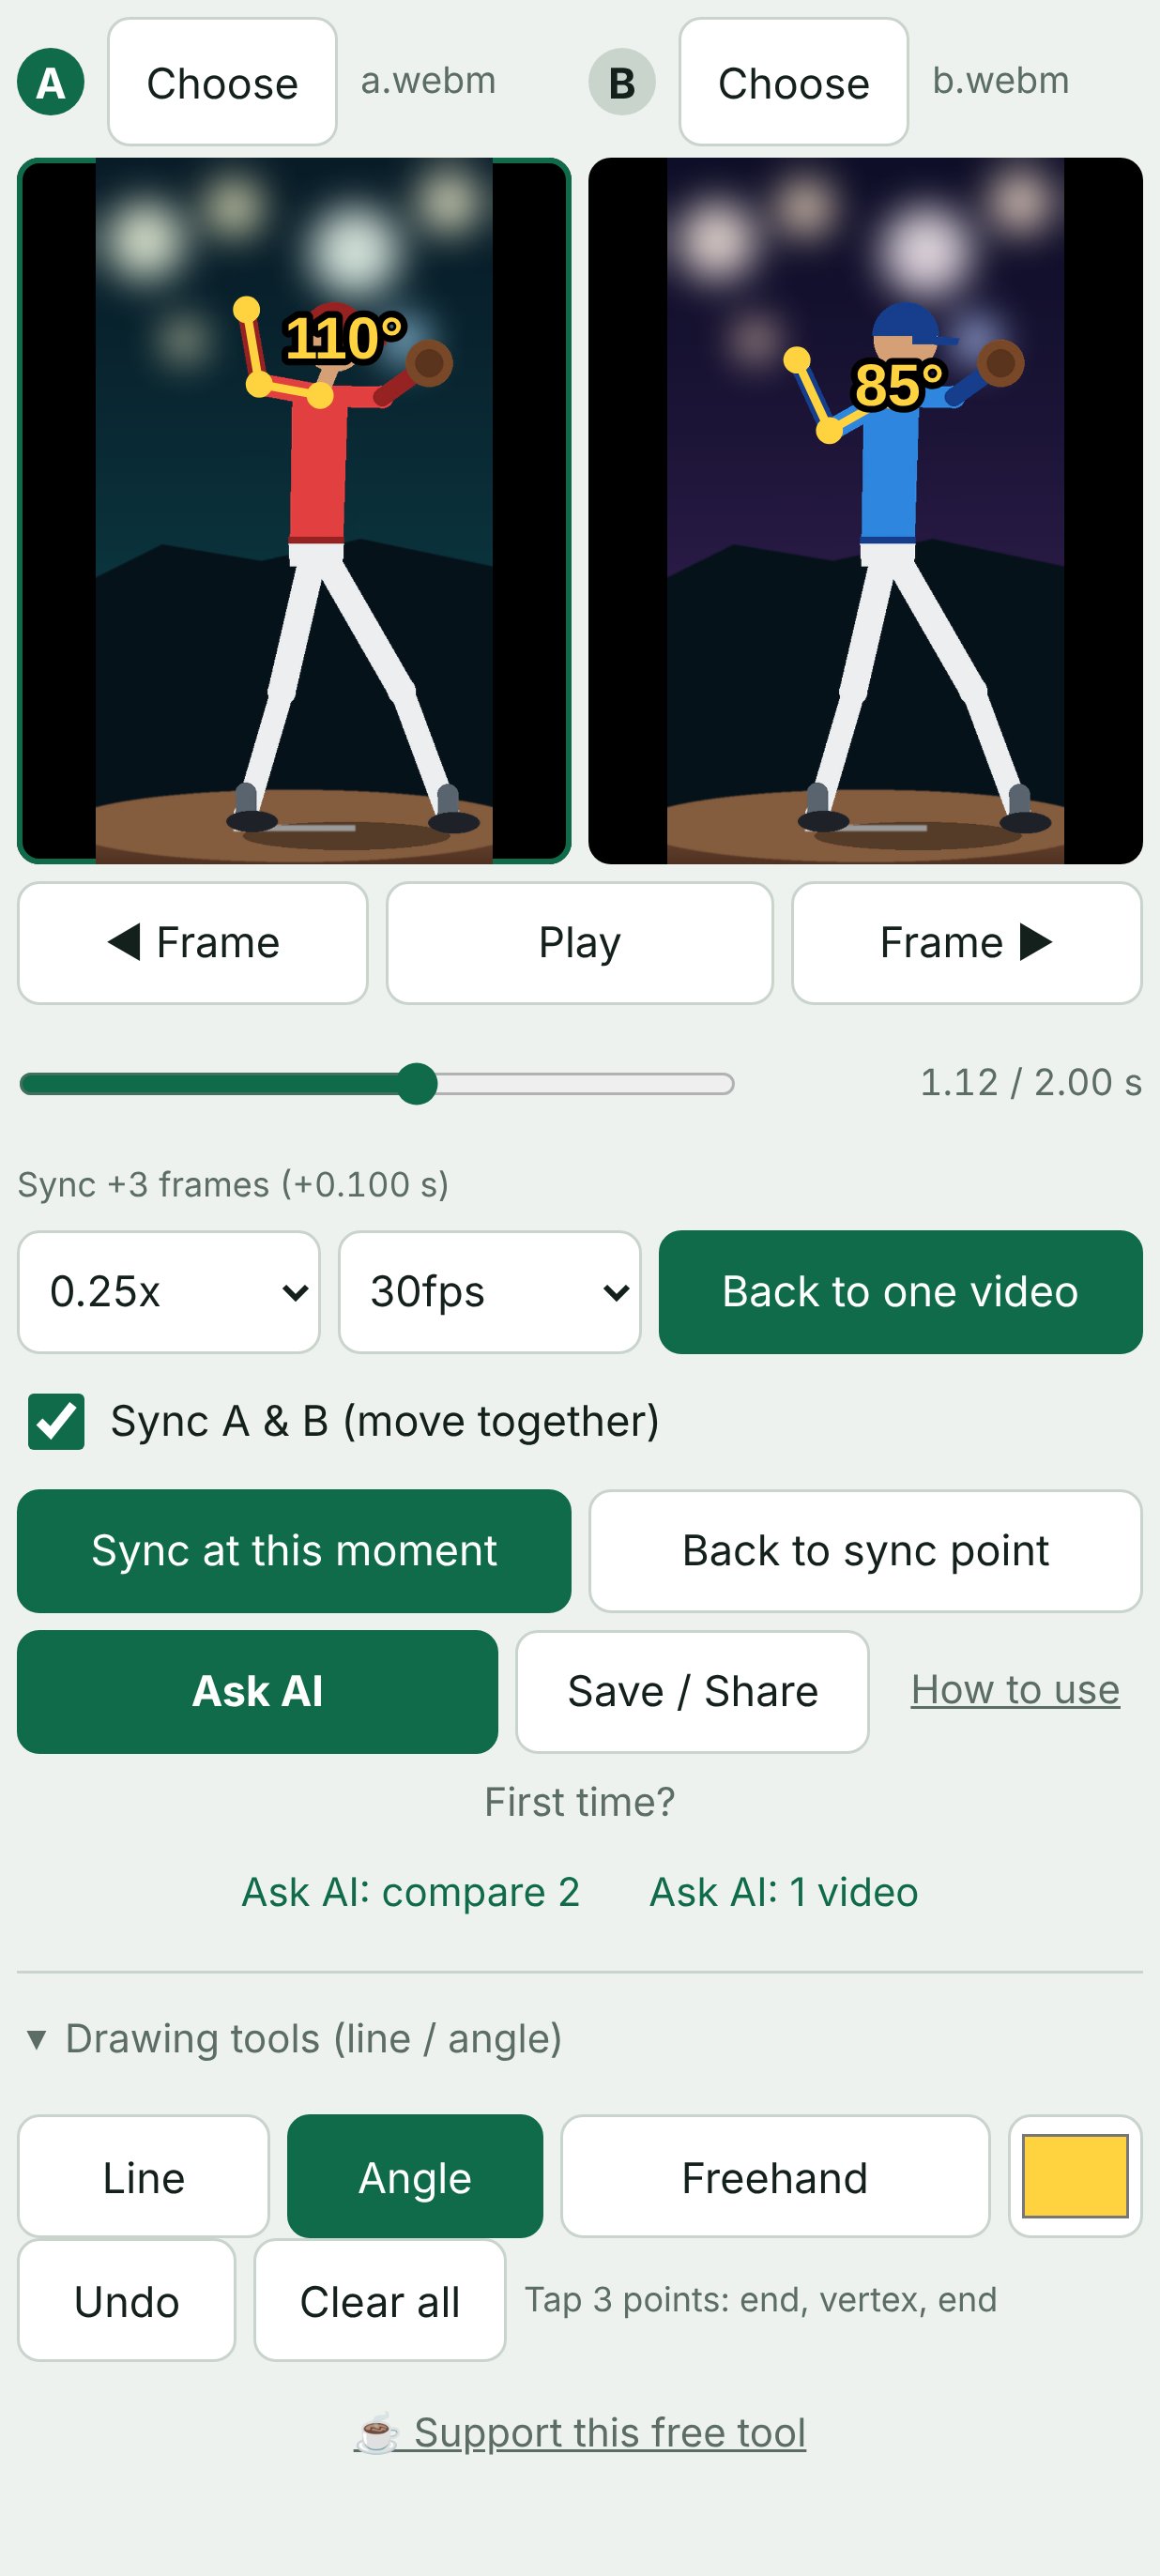 A Choose a.webm B Choose b.webm
110° 85°
◀ Frame Play Frame ▶
1.12 / 2.00 s
Sync +3 frames (+0.100 s)
0.25x 30fps Back to one video
Sync A & B (move together)
Sync at this moment Back to sync point
Ask AI Save / Share How to use
First time?
Ask AI: compare 2 Ask AI: 1 video
▼ Drawing tools (line / angle)
Line Angle Freehand
Undo Clear all Tap 3 points: end, vertex, end
☕ Support this free tool